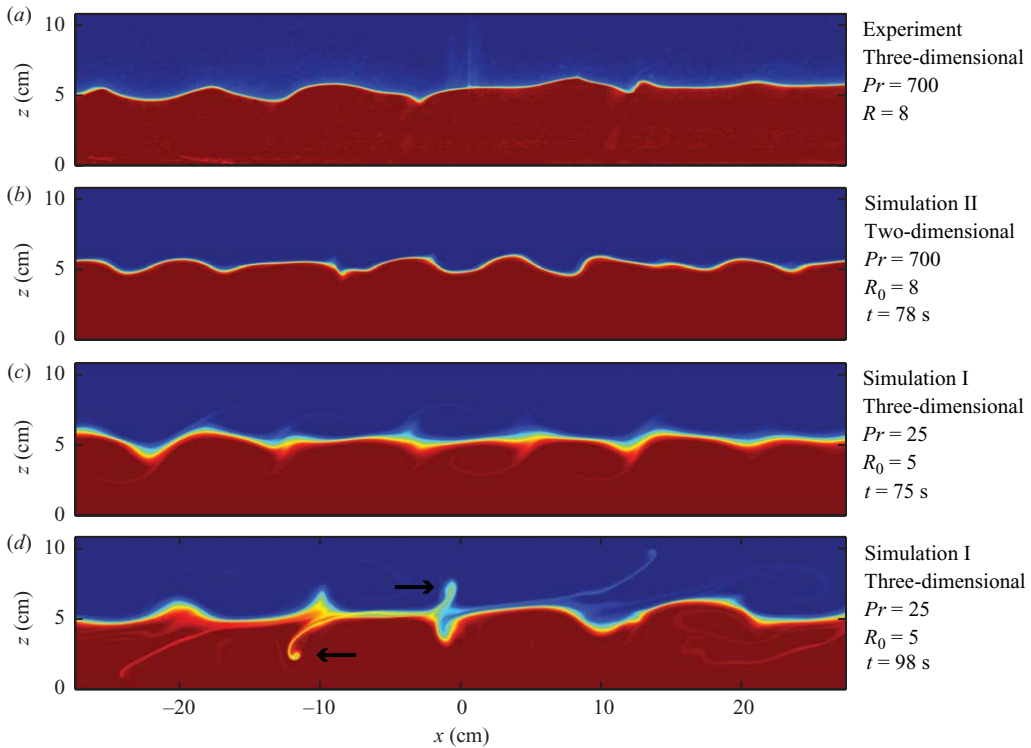 (a)
10
5
0
z (cm)
Experiment
Three-dimensional
Pr = 700
R = 8
(b)
10
5
0
z (cm)
Simulation II
Two-dimensional
Pr = 700
R₀ = 8
t = 78 s
(c)
10
5
0
z (cm)
Simulation I
Three-dimensional
Pr = 25
R₀ = 5
t = 75 s
(d)
10
5
0
z (cm)
Simulation I
Three-dimensional
Pr = 25
R₀ = 5
t = 98 s
–20 –10 0 10 20
x (cm)